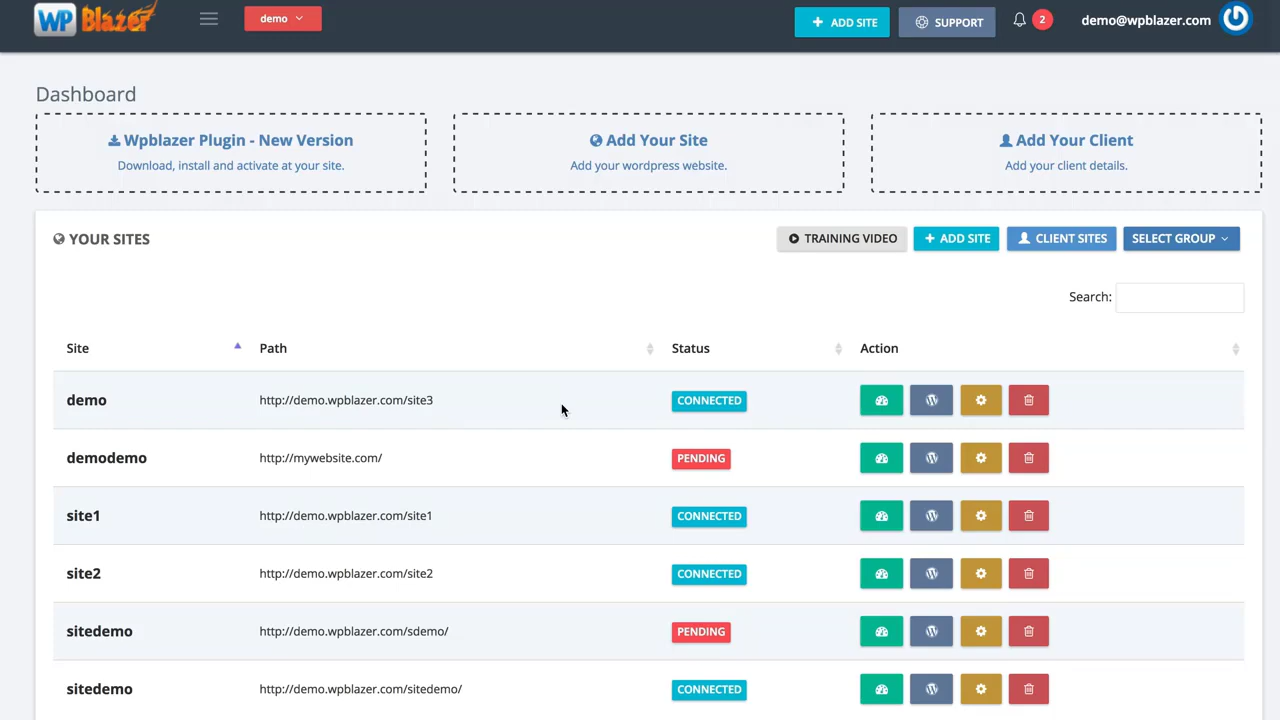 WP Blazer
demo
ADD SITE
SUPPORT
2
demo@wpblazer.com
Dashboard
Wpblazer Plugin - New Version
Download, install and activate at your site.
Add Your Site
Add your wordpress website.
Add Your Client
Add your client details.
YOUR SITES
TRAINING VIDEO
ADD SITE
CLIENT SITES
SELECT GROUP
Search:
Site Path Status Action
demo http://demo.wpblazer.com/site3 CONNECTED
demodemo http://mywebsite.com/ PENDING
site1 http://demo.wpblazer.com/site1 CONNECTED
site2 http://demo.wpblazer.com/site2 CONNECTED
sitedemo http://demo.wpblazer.com/sdemo/ PENDING
sitedemo http://demo.wpblazer.com/sitedemo/ CONNECTED